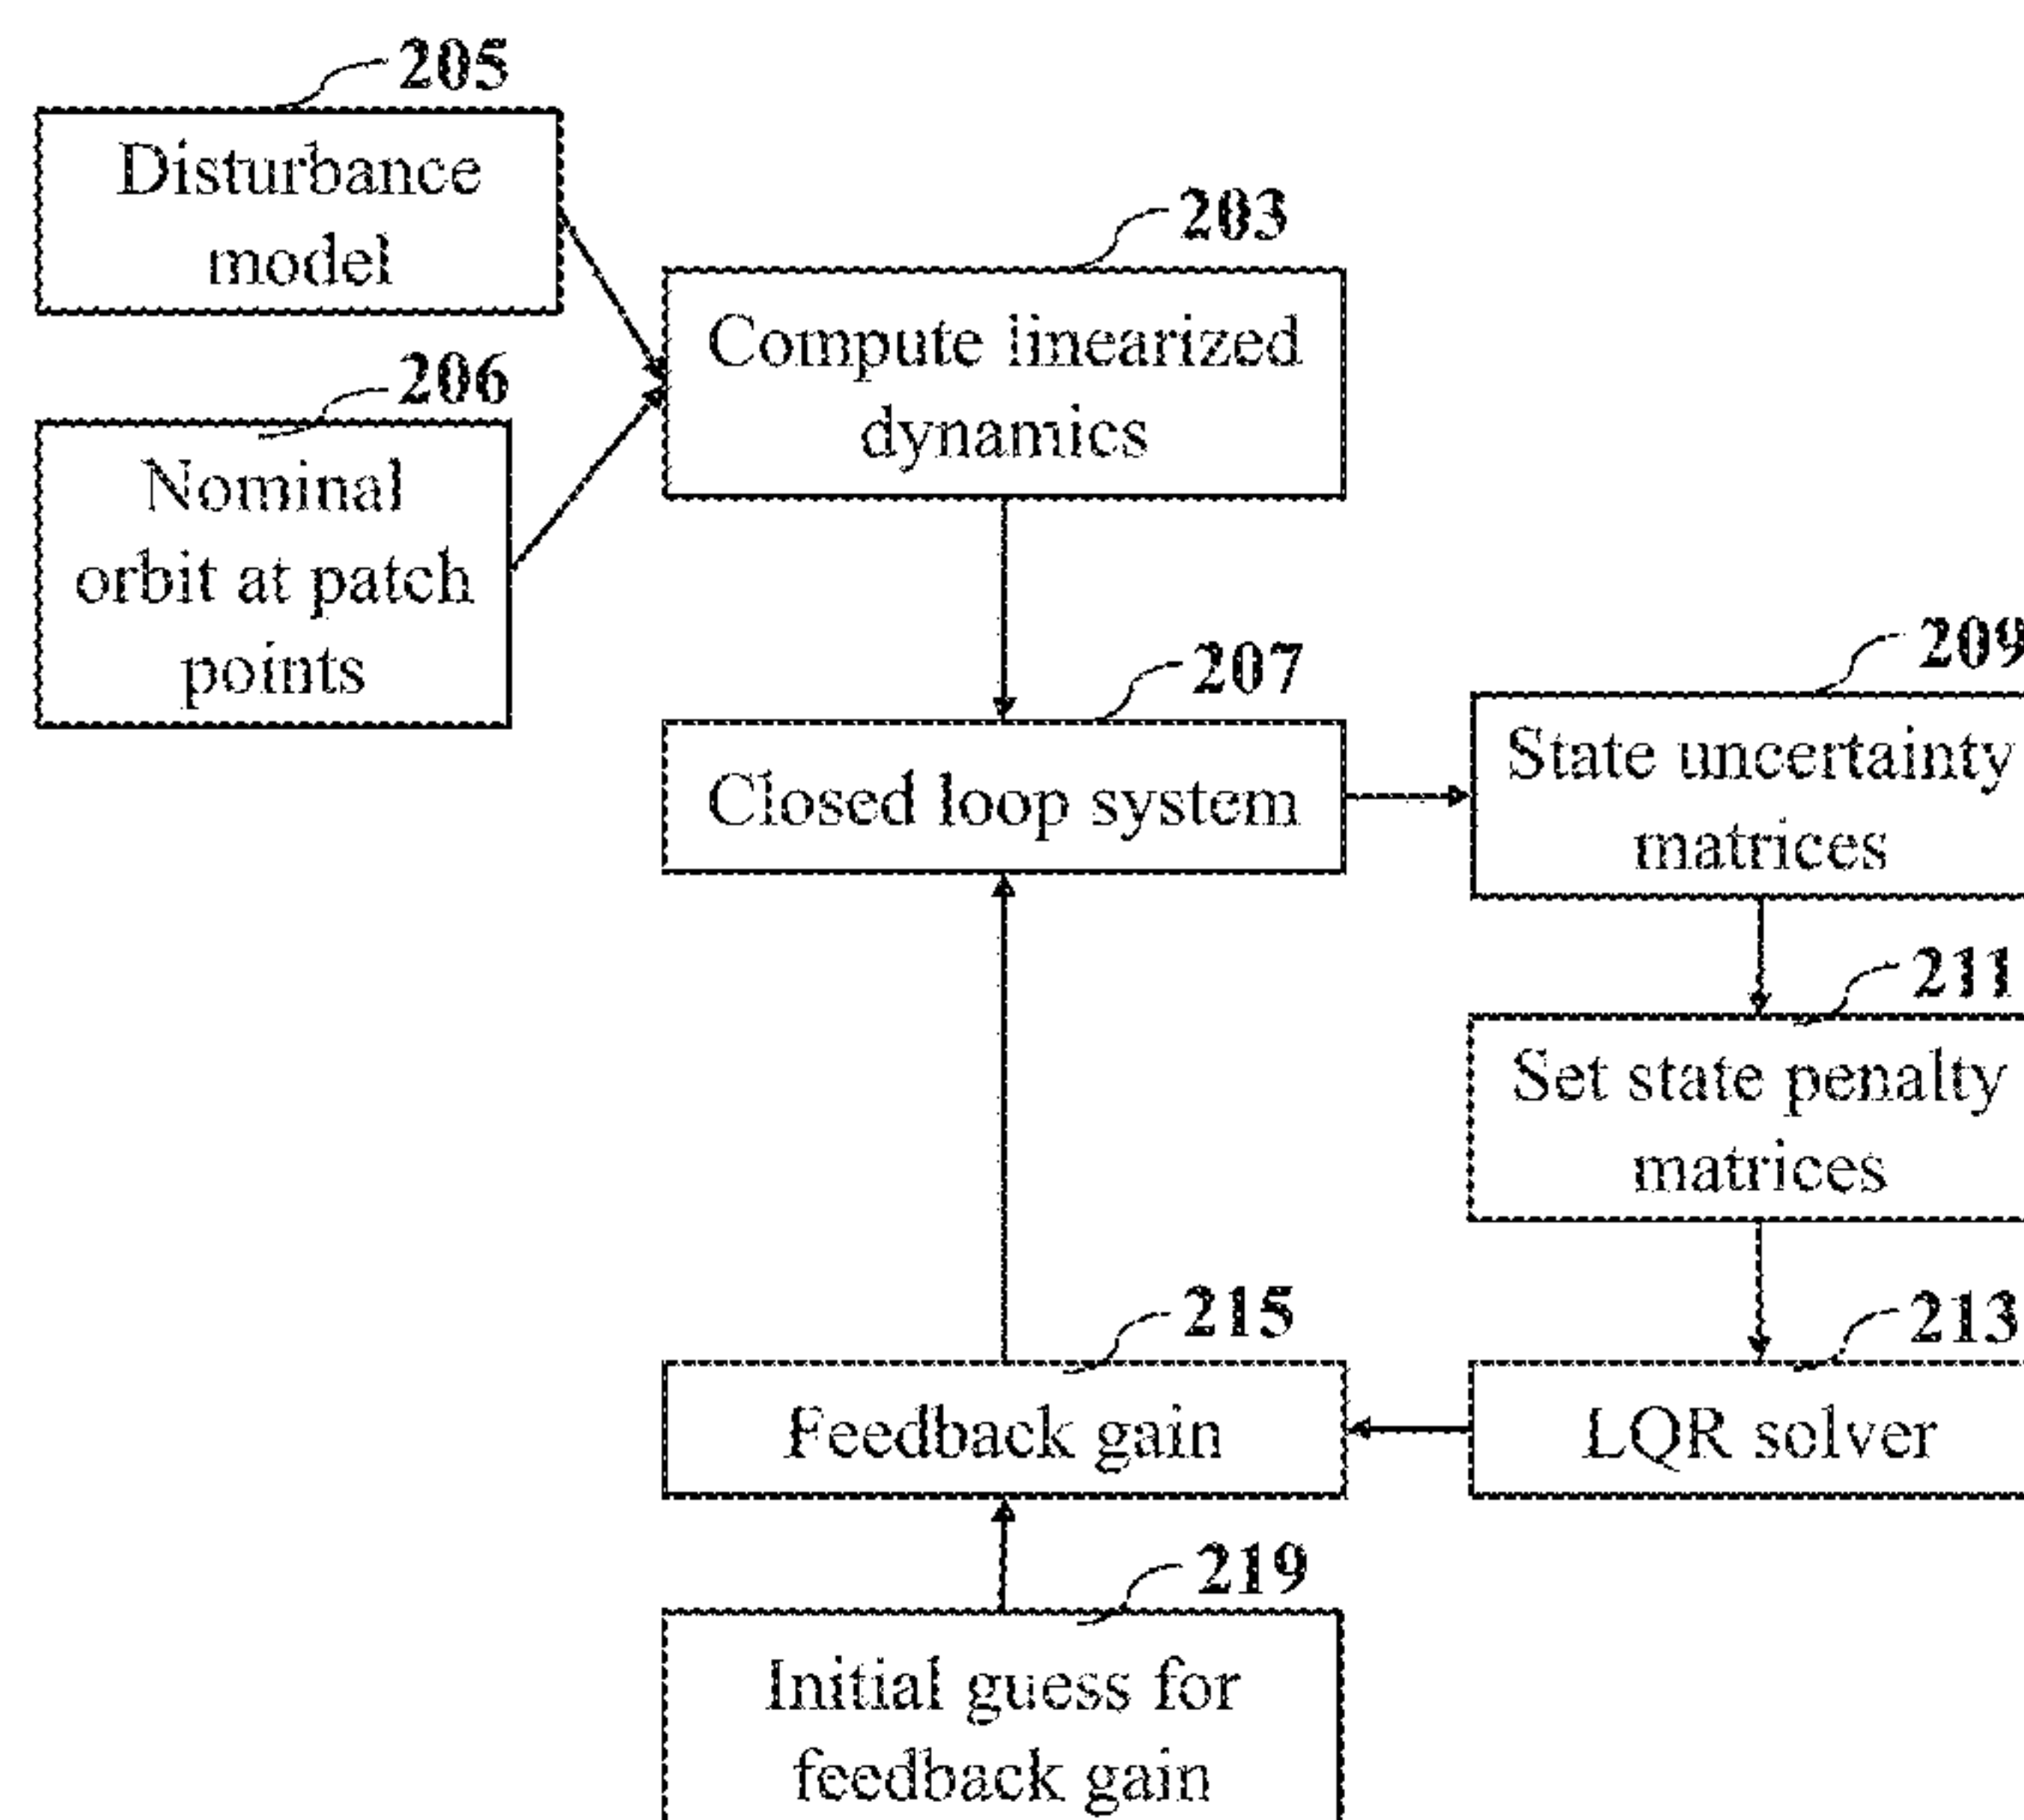 205
Disturbance
model
203
Compute linearized
dynamics
206
Nominal
orbit at patch
points
207
Closed loop system
209
State uncertainty
matrices
211
Set state penalty
matrices
215
Feedback gain
213
LQR solver
219
Initial guess for
feedback gain